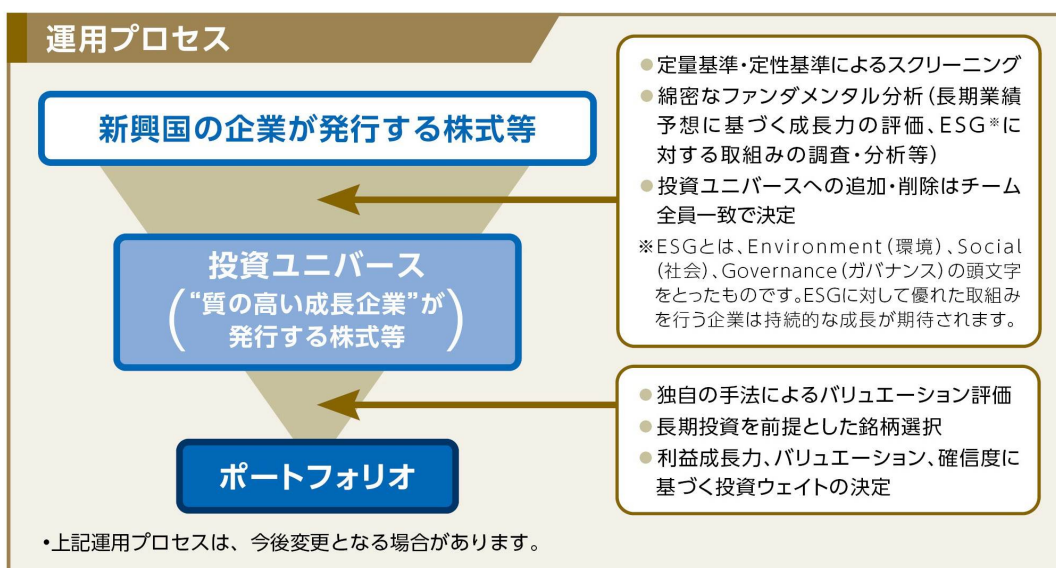 運用プロセス
新興国の企業が発行する株式等
●定量基準・定性基準によるスクリーニング
●綿密なファンダメンタル分析(長期業績
予想に基づく成長力の評価、ESG※に
対する取組みの調査・分析等)
●投資ユニバースへの追加・削除はチーム
全員一致で決定
※ESGとは、Environment(環境)、Social
(社会)、Governance(ガバナンス)の頭文字
をとったものです。ESGに対して優れた取組み
を行う企業は持続的な成長が期待されます。
投資ユニバース
(“質の高い成長企業”が
発行する株式等)
●独自の手法によるバリュエーション評価
●長期投資を前提とした銘柄選択
●利益成長力、バリュエーション、確信度に
基づく投資ウェイトの決定
ポートフォリオ
•上記運用プロセスは、今後変更となる場合があります。